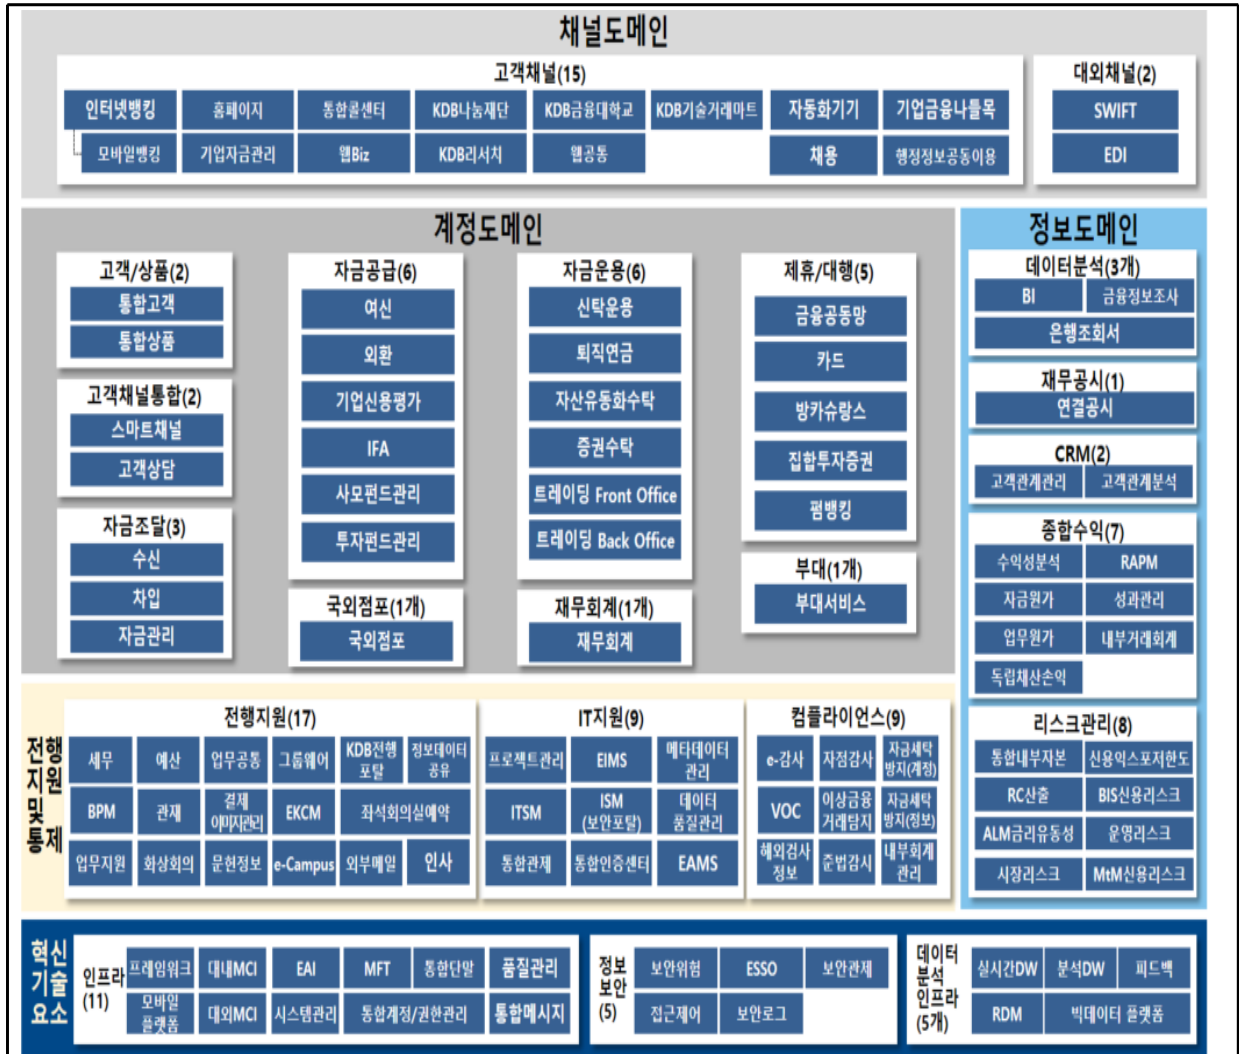 채널도메인
고객채널(15)
인터넷뱅킹
홈페이지
통합콜센터
KDB나눔재단
KDB금융대학교
KDB기술거래마트
자동화기기
기업금융나들목
모바일뱅킹
기업자금관리
웹Biz
KDB리서치
웹공통
채용
행정정보공동이용
대외채널(2)
SWIFT
EDI
계정도메인
고객/상품(2)
통합고객
통합상품
고객채널통합(2)
스마트채널
고객상담
자금조달(3)
수신
차입
자금관리
자금공급(6)
여신
외환
기업신용평가
IFA
사모펀드관리
투자펀드관리
국외점포(1개)
국외점포
자금운용(6)
신탁운용
퇴직연금
자산유동화수탁
증권수탁
트레이딩 Front Office
트레이딩 Back Office
재무회계(1개)
재무회계
제휴/대행(5)
금융공동망
카드
방카슈랑스
집합투자증권
펌뱅킹
부대(1개)
부대서비스
정보도메인
데이터분석(3개)
BI
금융정보조사
은행조회서
재무공시(1)
연결공시
CRM(2)
고객관계관리
고객관계분석
종합수익(7)
수익성분석
RAPM
자금원가
성과관리
업무원가
내부거래회계
독립채산손익
리스크관리(8)
통합내부자본
신용익스포저한도
RC산출
BIS신용리스크
ALM금리유동성
운영리스크
시장리스크
MtM신용리스크
전행
지원
및
통제
전행지원(17)
세무
예산
업무공통
그룹웨어
KDB전행
포탈
정보데이터
공유
BPM
관재
결제
이미지관리
EKCM
좌석회의실예약
업무지원
화상회의
문헌정보
e-Campus
외부메일
인사
IT지원(9)
프로젝트관리
EIMS
메타데이터
관리
ITSM
ISM
(보안포탈)
데이터
품질관리
통합관제
통합인증센터
EAMS
컴플라이언스(9)
e-감사
자점감사
자금세탁
방지(계정)
VOC
이상금융
거래탐지
자금세탁
방지(정보)
해외검사
정보
준법감시
내부회계
관리
혁신
기술
요소
인프라
(11)
프레임워크
대내MCI
EAI
MFT
통합단말
품질관리
모바일
플랫폼
대외MCI
시스템관리
통합계정/권한관리
통합메시지
정보
보안
(5)
보안위험
ESSO
보안관제
접근제어
보안로그
데이터
분석
인프라
(5개)
실시간DW
분석DW
피드백
RDM
빅데이터 플랫폼